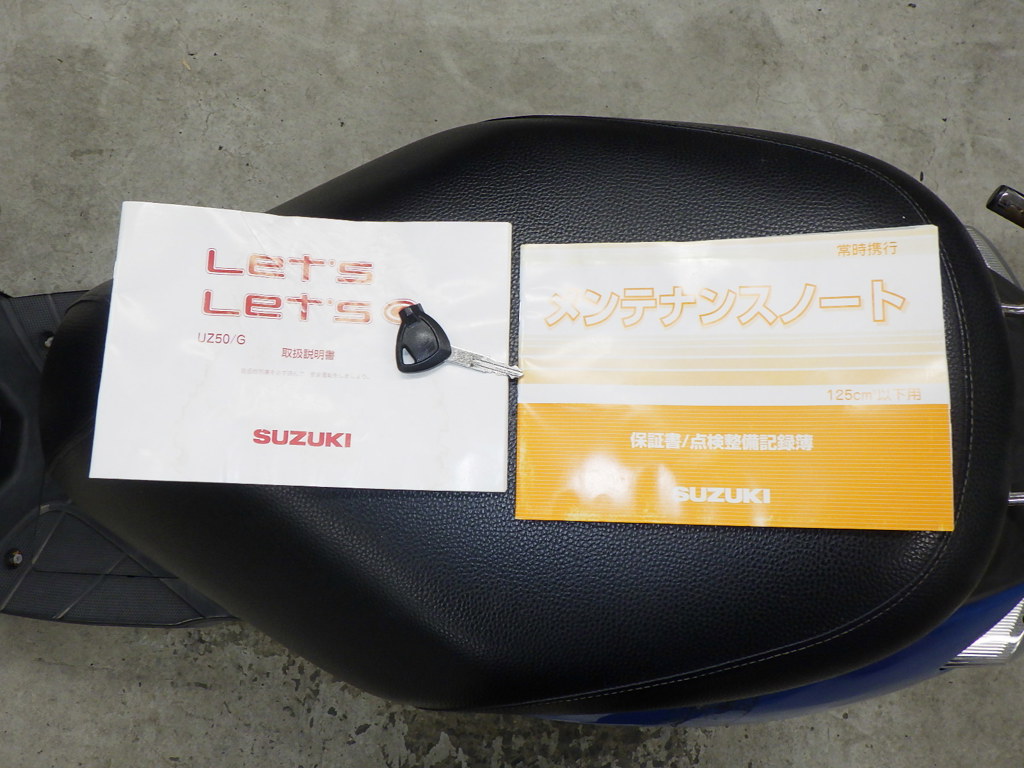 Let's
Let's G
UZ50/G
取扱説明書
SUZUKI
常時携行
メンテナンスノート
125cm³以下用
保証書/点検整備記録簿
SUZUKI